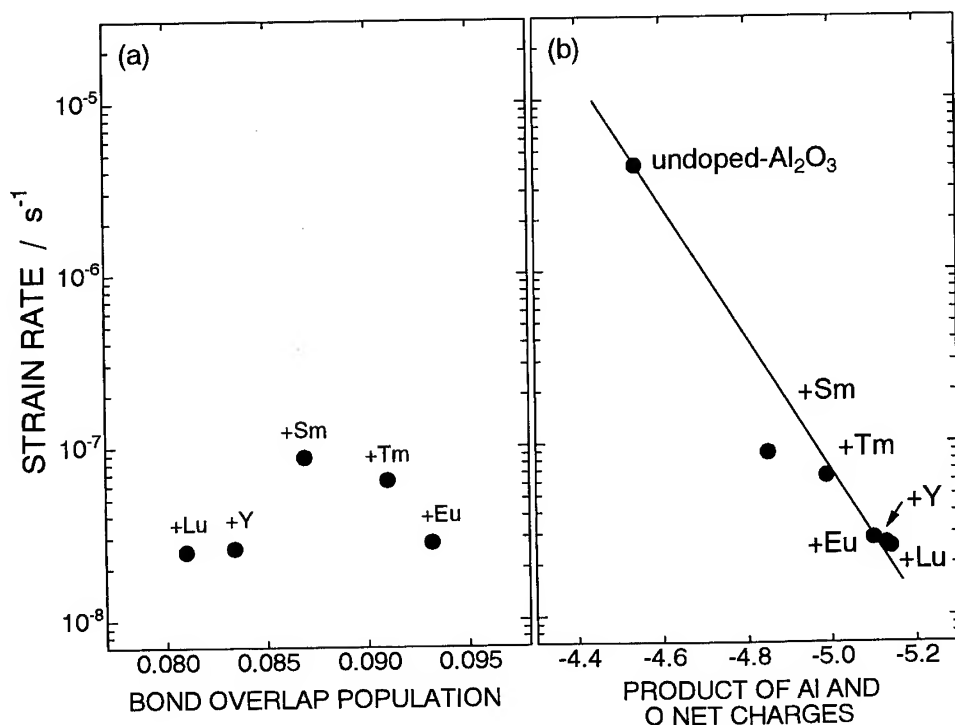 (a)
STRAIN RATE / s⁻¹
10⁻⁵
10⁻⁶
10⁻⁷
10⁻⁸
+Sm
+Tm
+Lu
+Y
+Eu
0.080 0.085 0.090 0.095
BOND OVERLAP POPULATION
(b)
undoped-Al₂O₃
+Sm
+Tm
+Y
+Eu
+Lu
-4.4 -4.6 -4.8 -5.0 -5.2
PRODUCT OF Al AND
O NET CHARGES